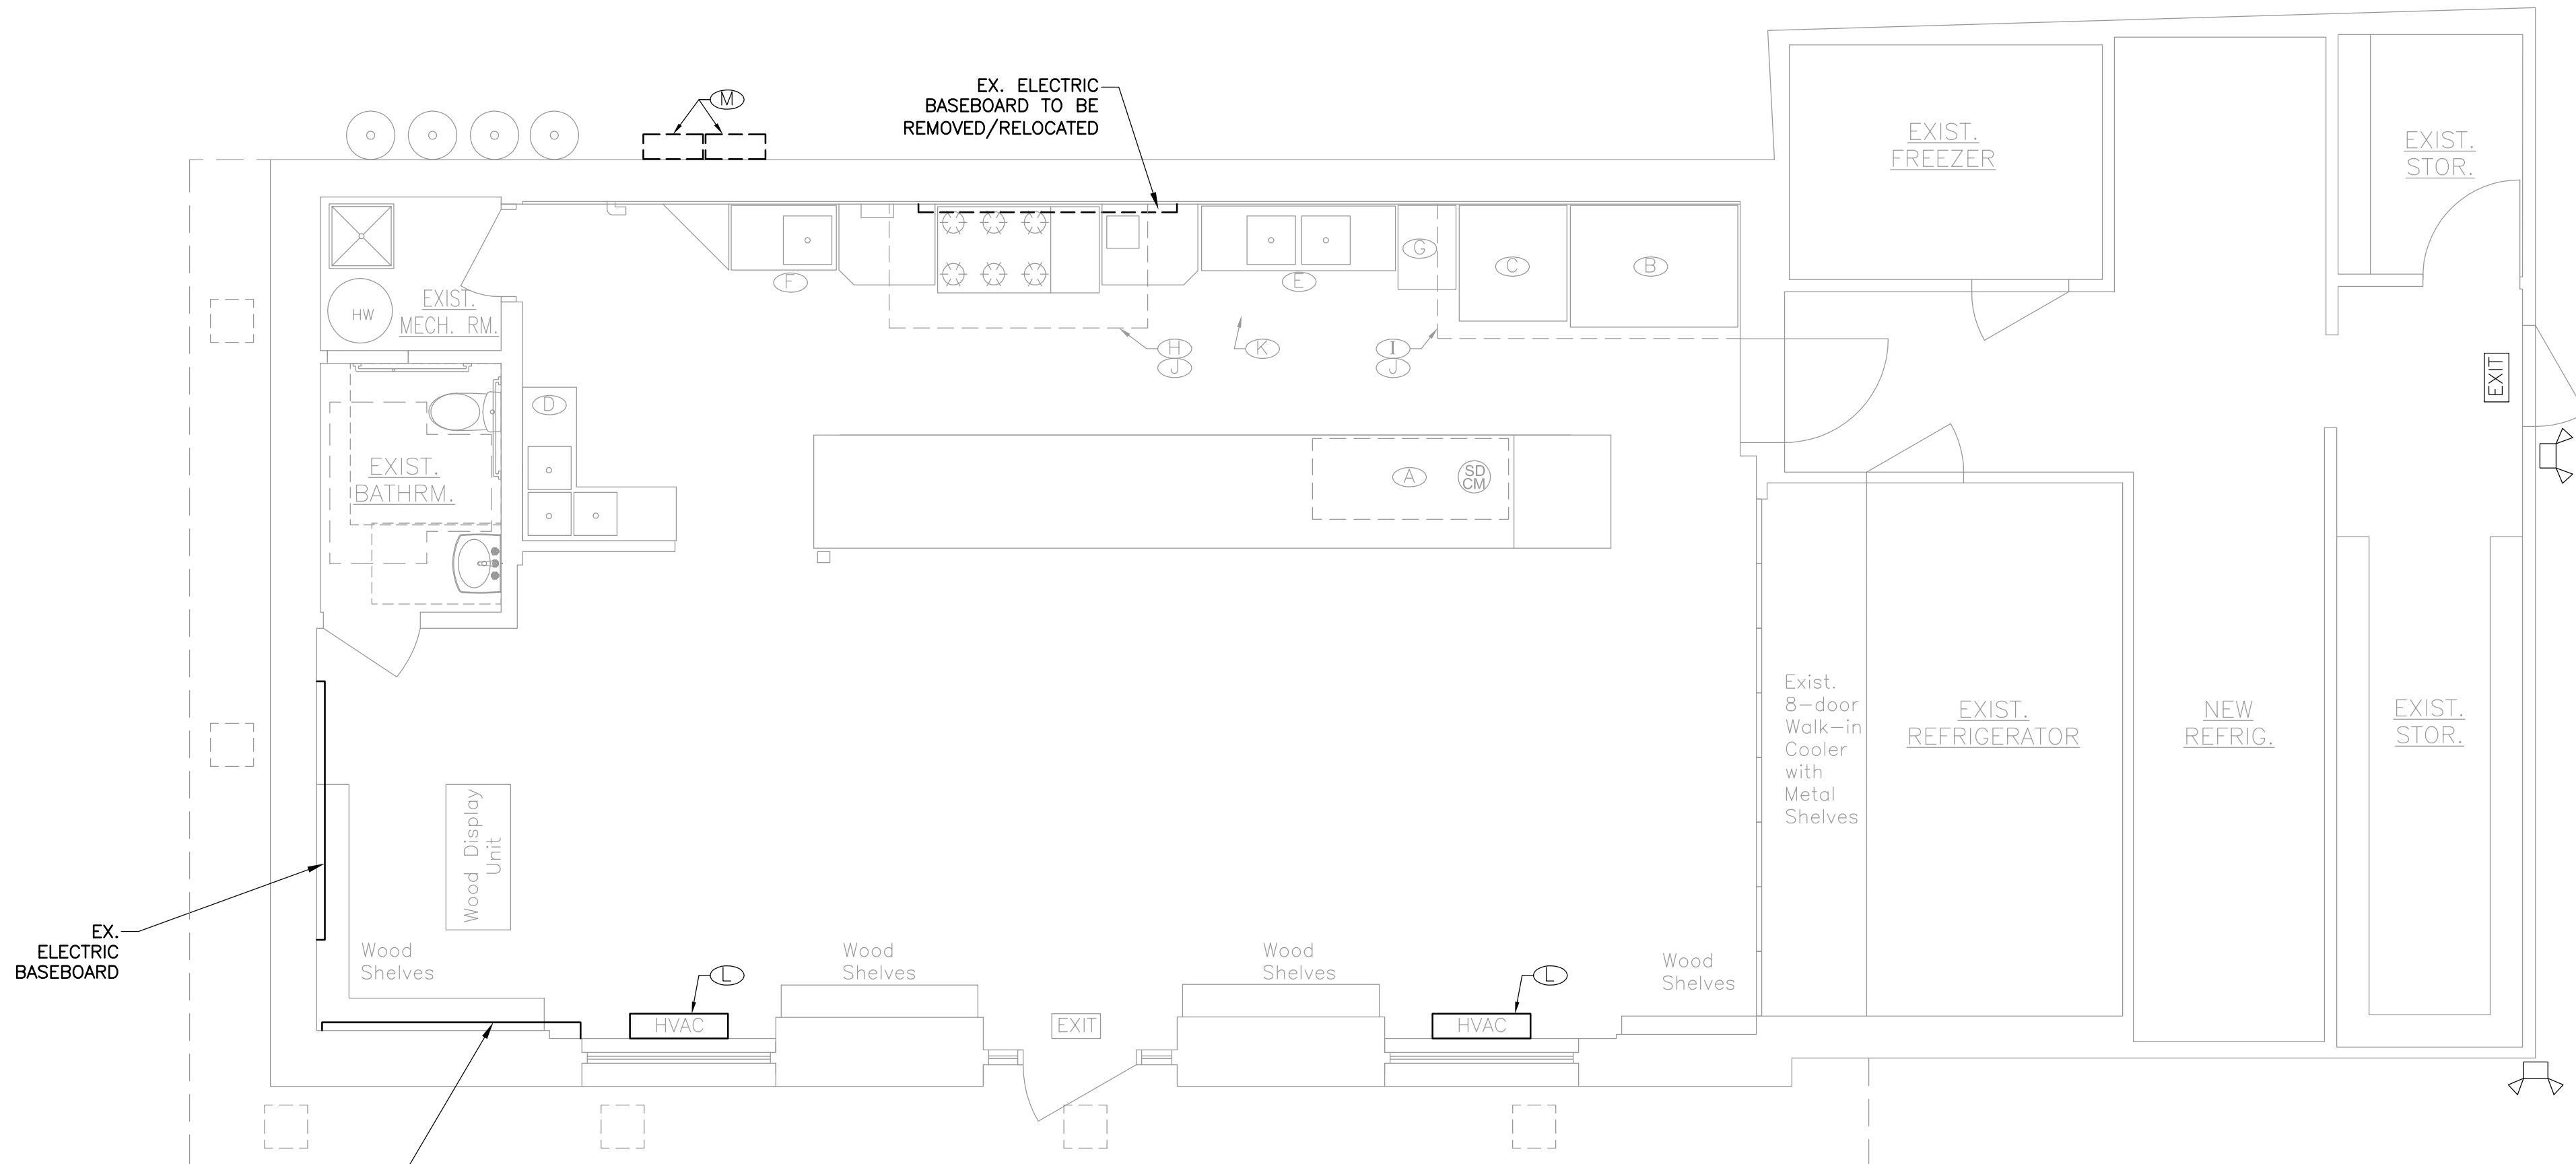 M
EX. ELECTRIC
BASEBOARD TO BE
REMOVED/RELOCATED
EXIST.
FREEZER
EXIST.
STOR.
HW
EXIST.
MECH. RM.
F
E
G
C
B
H
J
K
I
J
EXIT
D
A
SD
CM
EXIST.
BATHRM.
Exist.
8-door
Walk-in
Cooler
with
Metal
Shelves
EXIST.
REFRIGERATOR
NEW
REFRIG.
EXIST.
STOR.
Wood Display
Unit
EX.
ELECTRIC
BASEBOARD
Wood
Shelves
Wood
Shelves
Wood
Shelves
Wood
Shelves
L
L
HVAC
EXIT
HVAC